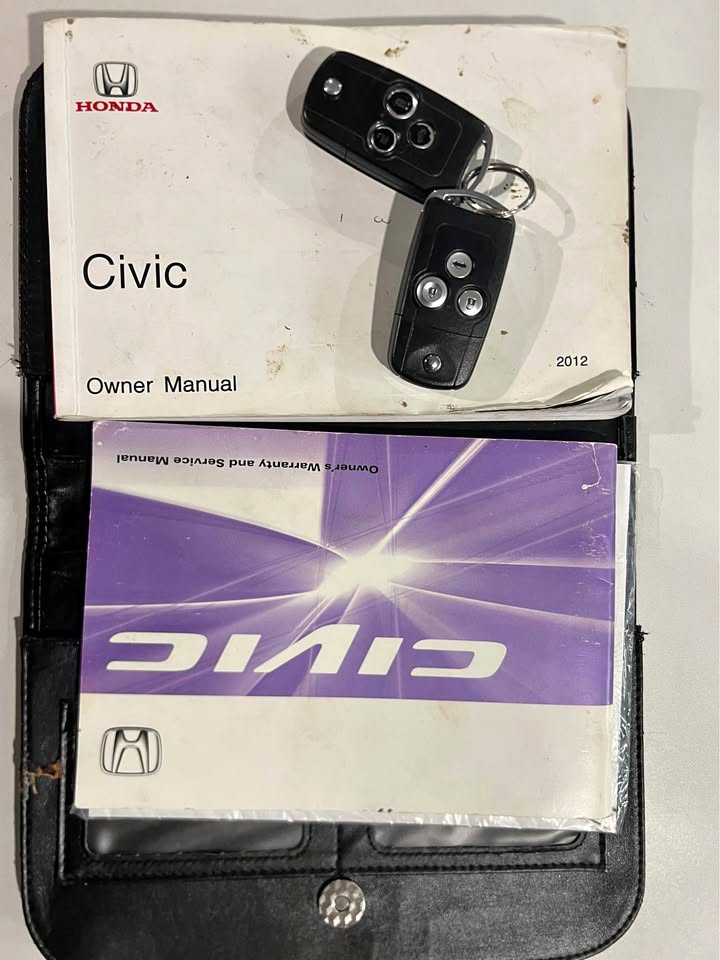 HONDA
Civic
Owner Manual
2012
Owner's Warranty and Service Manual
CIVIC